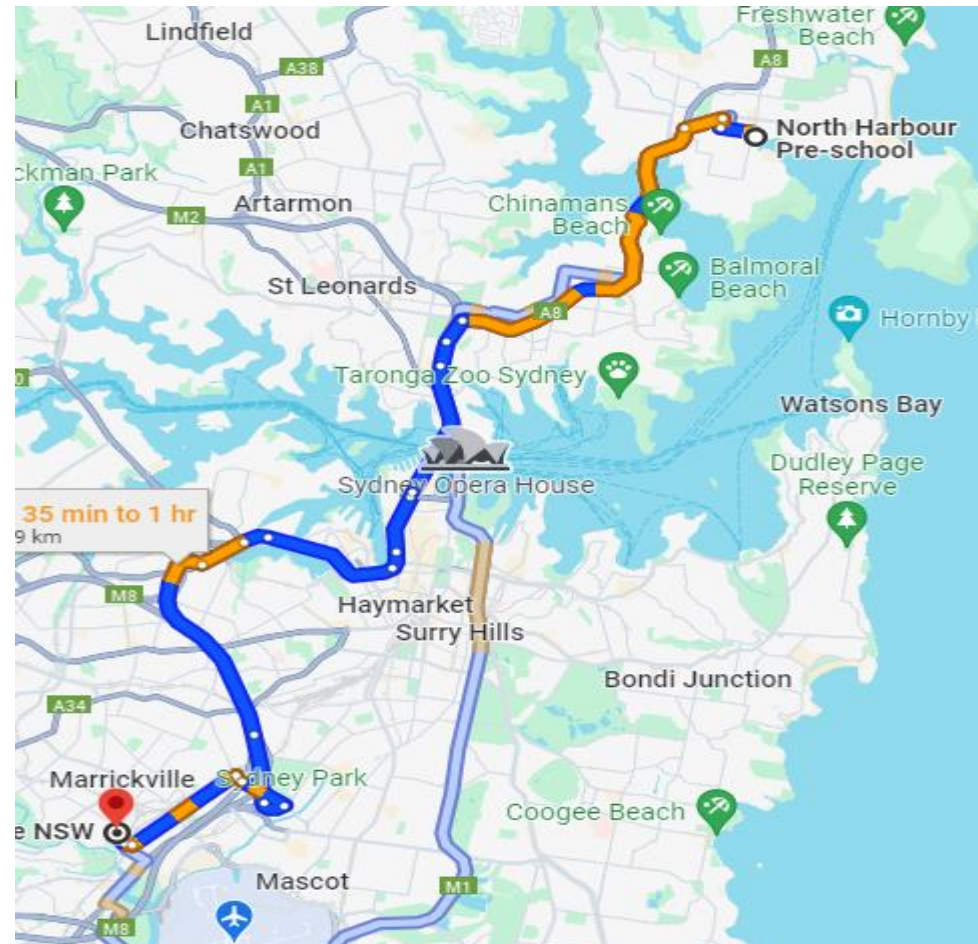 Freshwater
Beach
Lindfield
A38
A8
A1
Chatswood
North Harbour
Pre-school
A1
ckman Park
Artarmon
M2
Chinamans
Beach
Balmoral
Beach
St Leonards
A8
Hornby
Taronga Zoo Sydney
Watsons Bay
Dudley Page
Reserve
Sydney Opera House
35 min to 1 hr
9 km
M8
Haymarket
Surry Hills
Bondi Junction
A34
Marrickville
Sydney Park
e NSW
Coogee Beach
Mascot
M1
M8